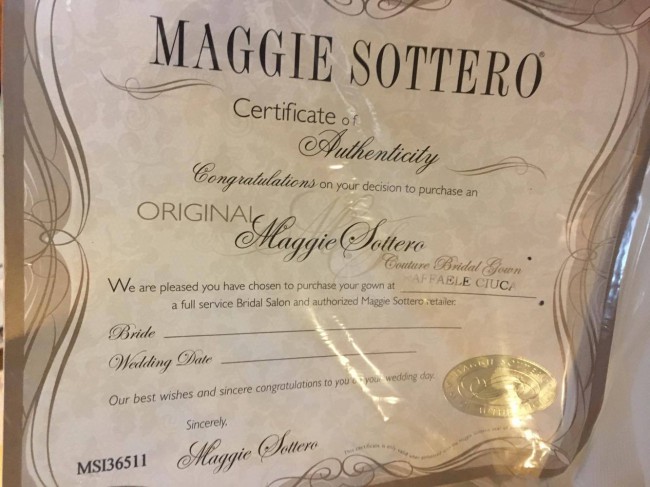 MAGGIE SOTTERO®
Certificate of
Authenticity
Congratulations on your decision to purchase an
ORIGINAL Maggie Sottero
Couture Bridal Gown
We are pleased you have chosen to purchase your gown at AFFAELE CIUCA
a full service Bridal Salon and authorized Maggie Sottero retailer.
Bride
Wedding Date
Our best wishes and sincere congratulations to you on your wedding day.
Sincerely,
Maggie Sottero
MSI36511
MAGGIE SOTTERO